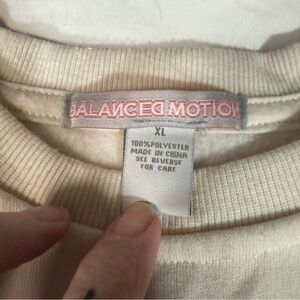 BALANCED MOTION
XL
100%POLYESTER
MADE IN CHINA
SEE REVERSE
FOR CARE